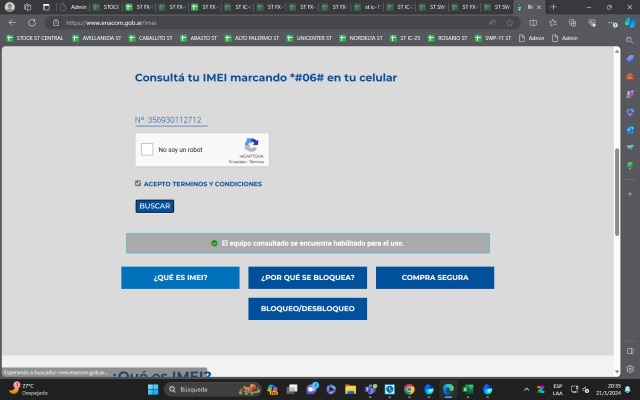 Admin
STOCI
ST FX -
ST FX -
ST FX -
ST IC-
ST FX -
ST FX -
ST FX -
st ic-1
ST FX -
ST SW
ST FX -
ST SW
https://www.enacom.gob.ar/imei
STOCK ST CENTRAL AVELLANEDA ST CABALLITO ST ABASTO ST ALTO PALERMO ST UNICENTER ST NORDELTA ST ST IC-25 ROSARIO ST SWP-11 ST Admin Admin
Consultá tu IMEI marcando *#06# en tu celular
Nº 356930112712
No soy un robot
reCAPTCHA
Privacidad - Términos
ACEPTO TERMINOS Y CONDICIONES
BUSCAR
El equipo consultado se encuentra habilitado para el uso.
¿QUÉ ES IMEI? ¿POR QUÉ SE BLOQUEA? COMPRA SEGURA
BLOQUEO/DESBLOQUEO
¿Qué es IMEI?
Esperando a buscador-imei.enacom.gob.ar...
27°C
Despejado
Búsqueda
ESP
LAA
20:35
21/1/2024